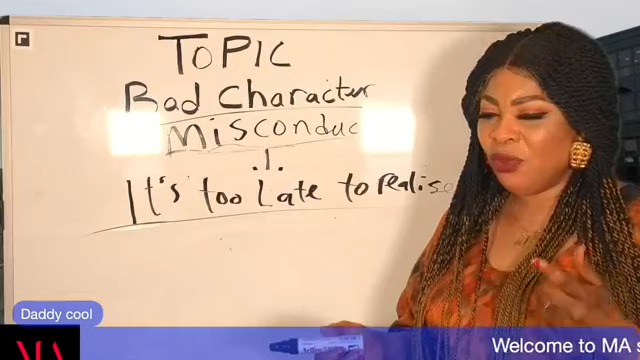 TOPIC
Bad Character
Misconduc
It's too Late to realise
Daddy cool
MA
Welcome to MA s